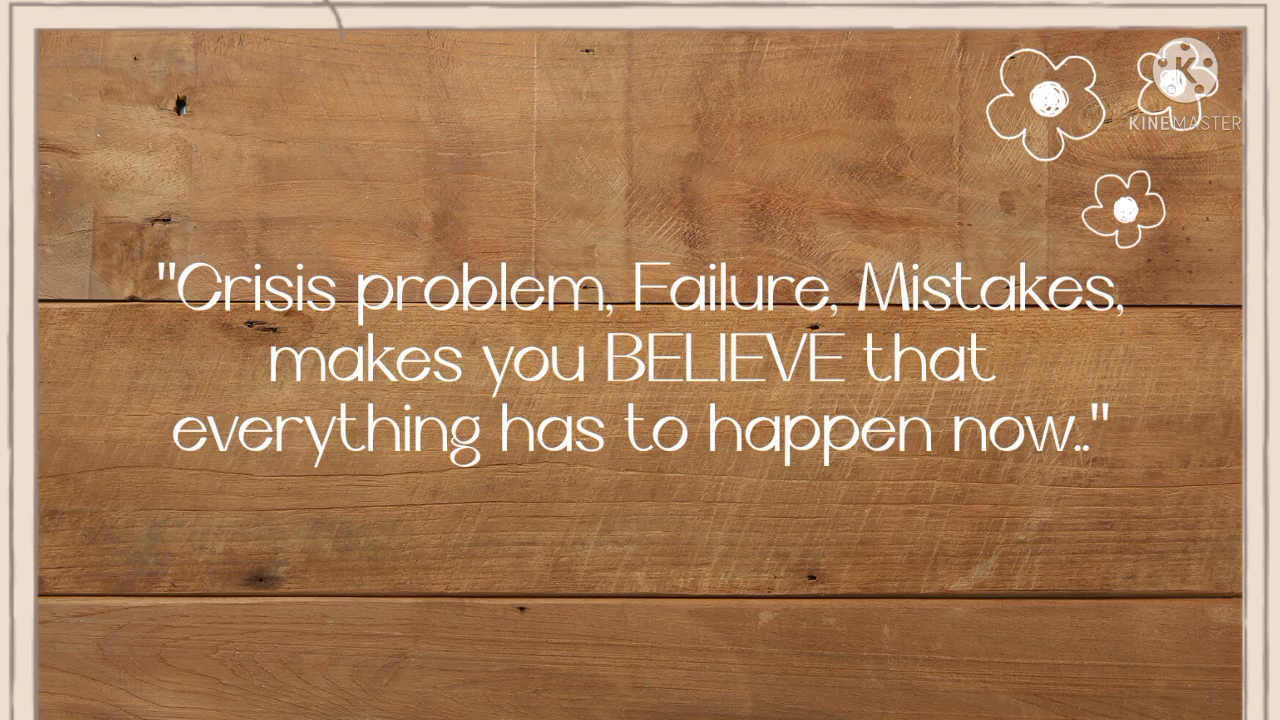 KINEMASTER
"Crisis problem, Failure, Mistakes,
makes you BELIEVE that
everything has to happen now.."